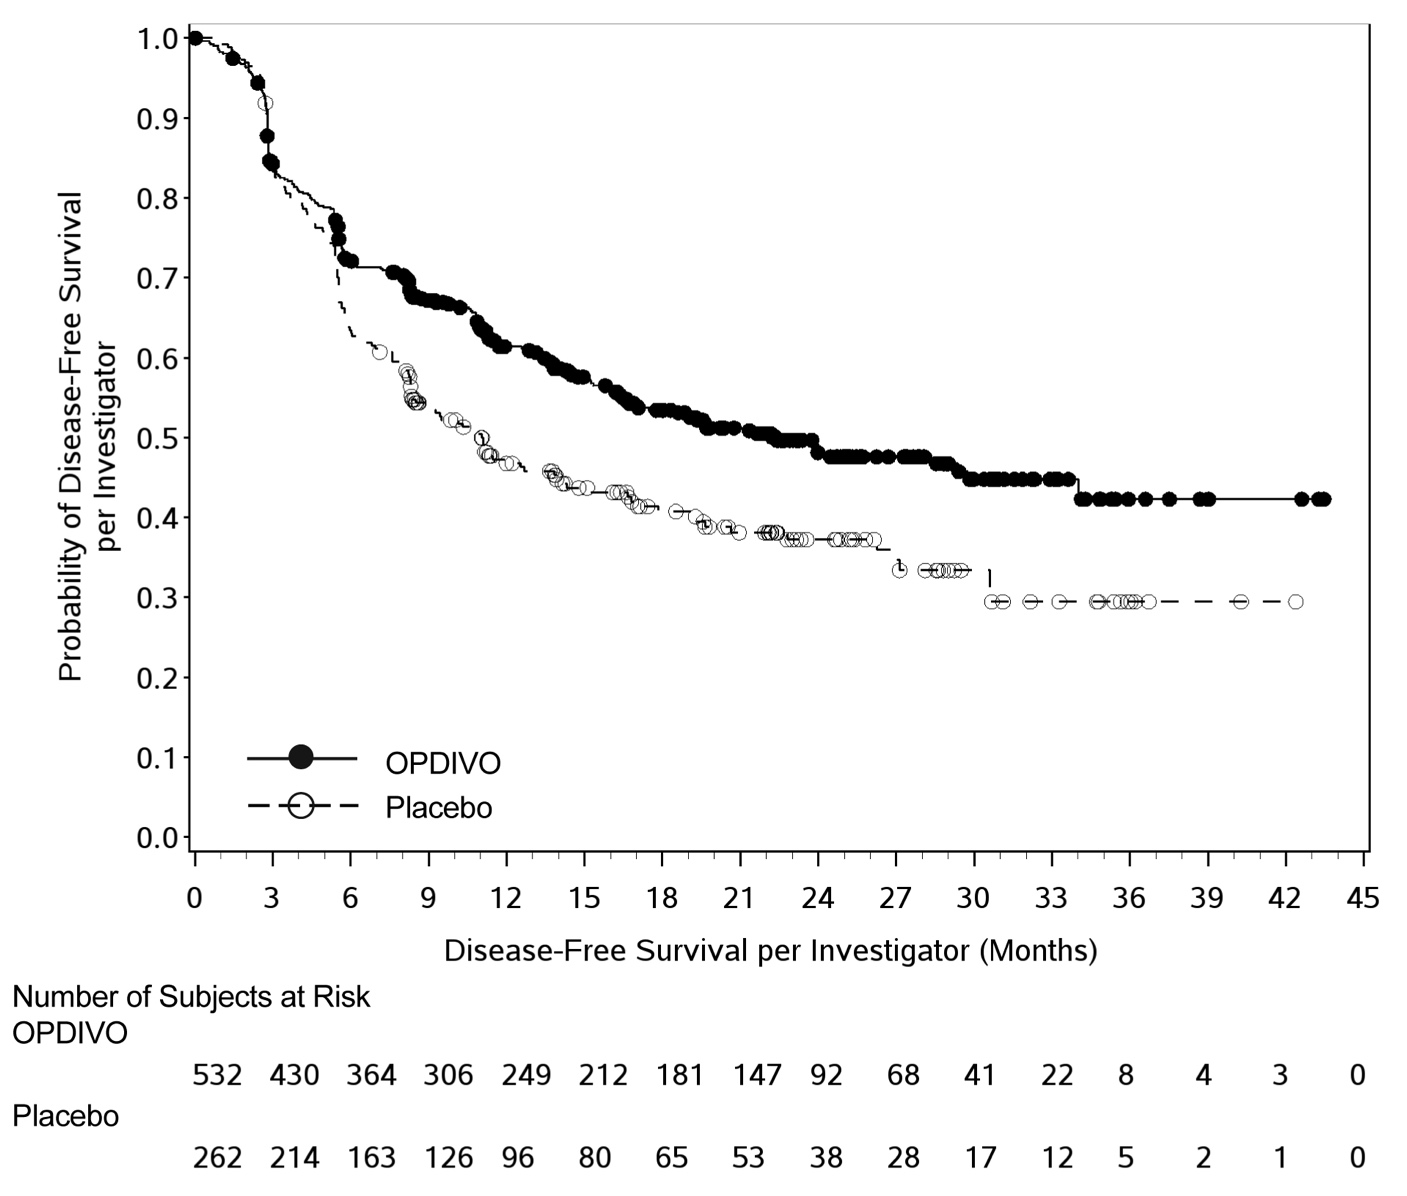 1.0
0.9
0.8
0.7
0.6
0.5
0.4
0.3
0.2
0.1
0.0
Probability of Disease-Free Survival
per Investigator
OPDIVO
Placebo
0 3 6 9 12 15 18 21 24 27 30 33 36 39 42 45
Disease-Free Survival per Investigator (Months)
Number of Subjects at Risk
OPDIVO
532 430 364 306 249 212 181 147 92 68 41 22 8 4 3 0
Placebo
262 214 163 126 96 80 65 53 38 28 17 12 5 2 1 0